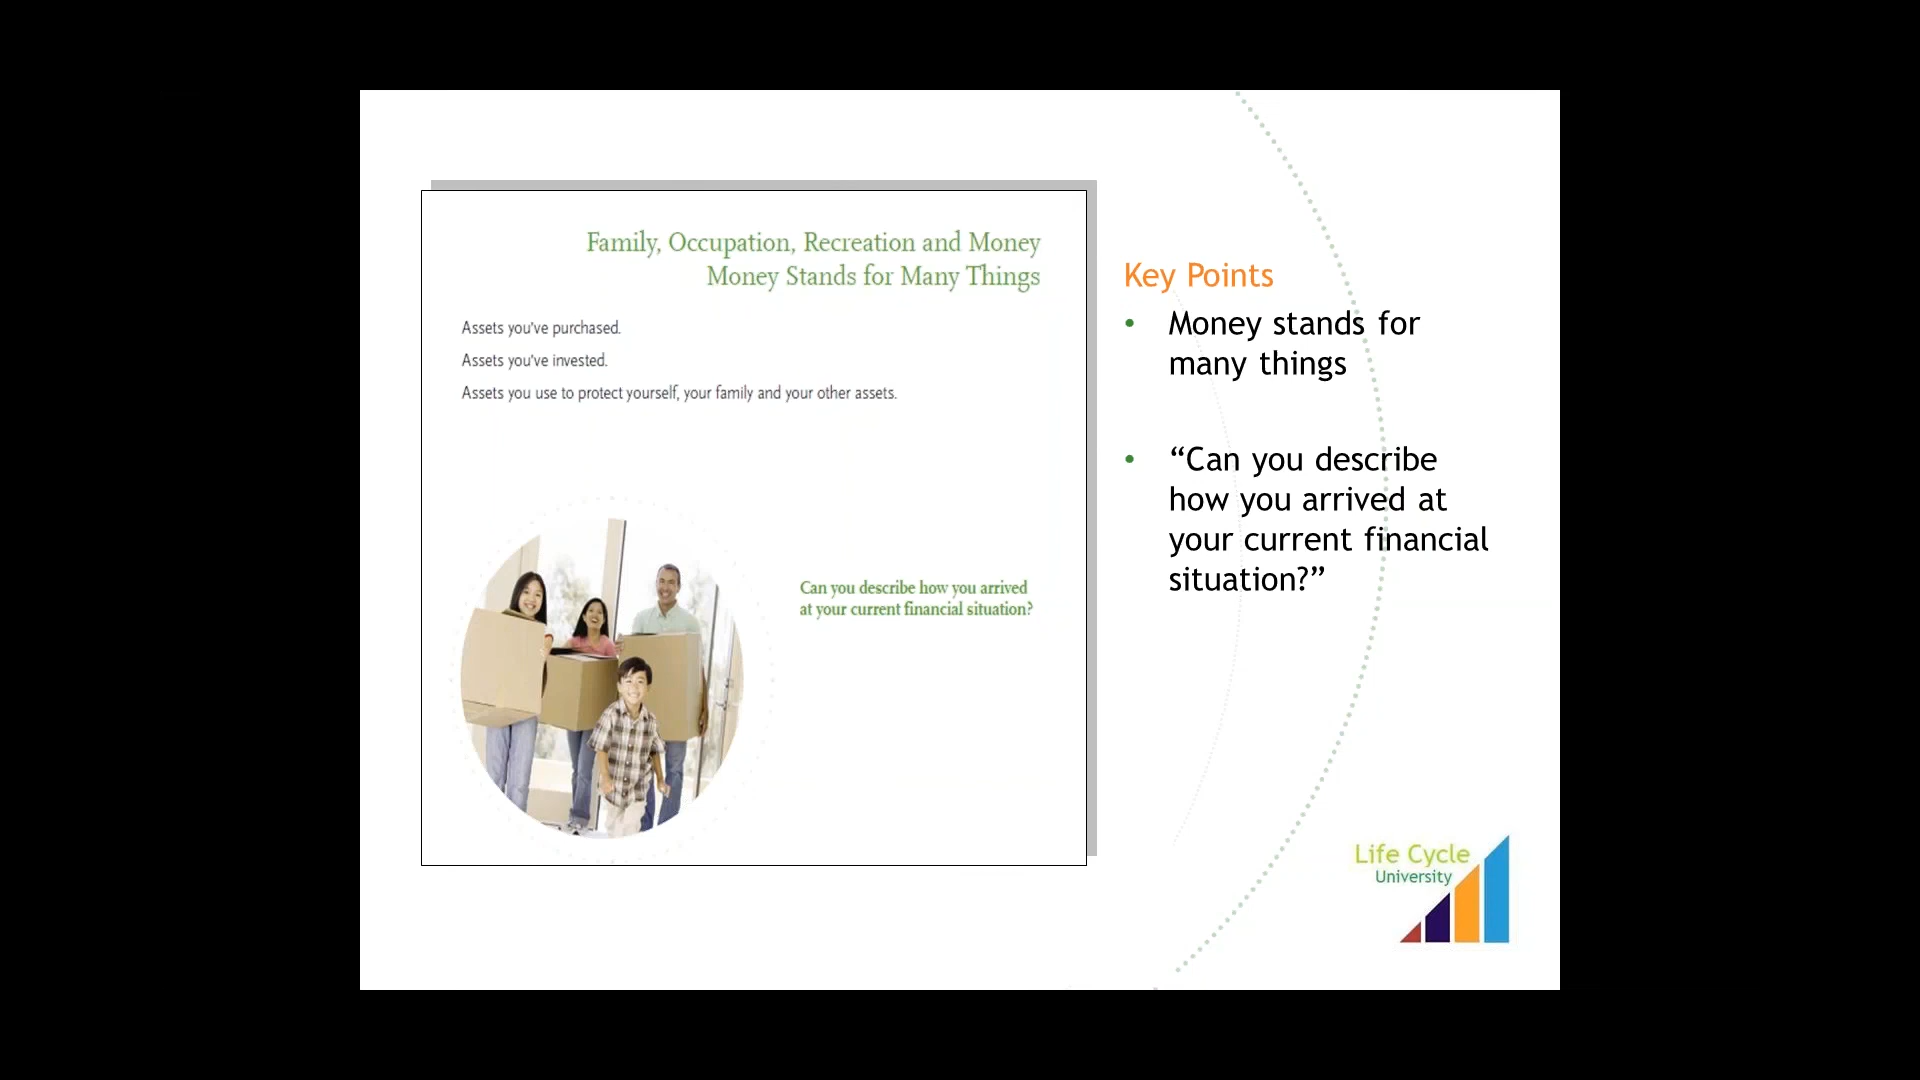 Family, Occupation, Recreation and Money
Money Stands for Many Things
Assets you've purchased.
Assets you've invested.
Assets you use to protect yourself, your family and your other assets.
Can you describe how you arrived
at your current financial situation?
Key Points
• Money stands for
many things
• “Can you describe
how you arrived at
your current financial
situation?”
Life Cycle
University